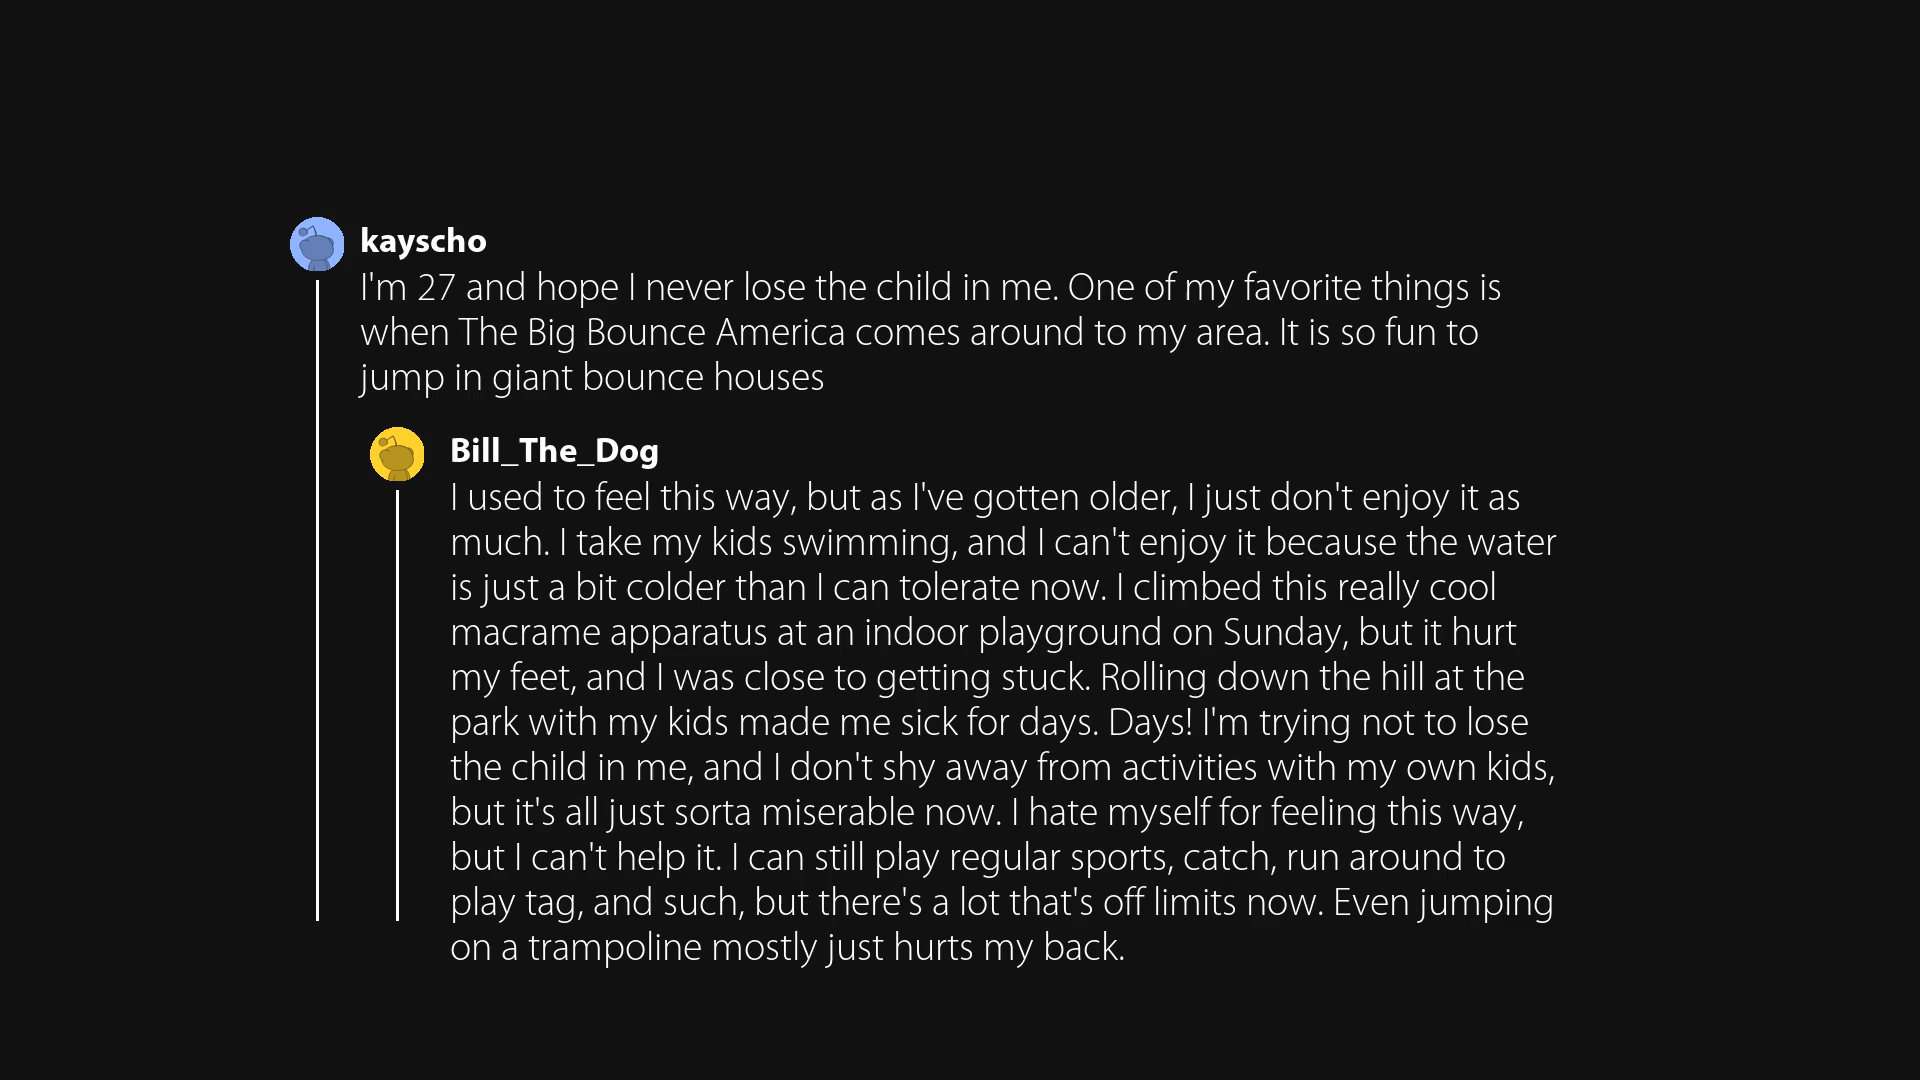 kayscho
I'm 27 and hope I never lose the child in me. One of my favorite things is
when The Big Bounce America comes around to my area. It is so fun to
jump in giant bounce houses
Bill_The_Dog
I used to feel this way, but as I've gotten older, I just don't enjoy it as
much. I take my kids swimming, and I can't enjoy it because the water
is just a bit colder than I can tolerate now. I climbed this really cool
macrame apparatus at an indoor playground on Sunday, but it hurt
my feet, and I was close to getting stuck. Rolling down the hill at the
park with my kids made me sick for days. Days! I'm trying not to lose
the child in me, and I don't shy away from activities with my own kids,
but it's all just sorta miserable now. I hate myself for feeling this way,
but I can't help it. I can still play regular sports, catch, run around to
play tag, and such, but there's a lot that's off limits now. Even jumping
on a trampoline mostly just hurts my back.